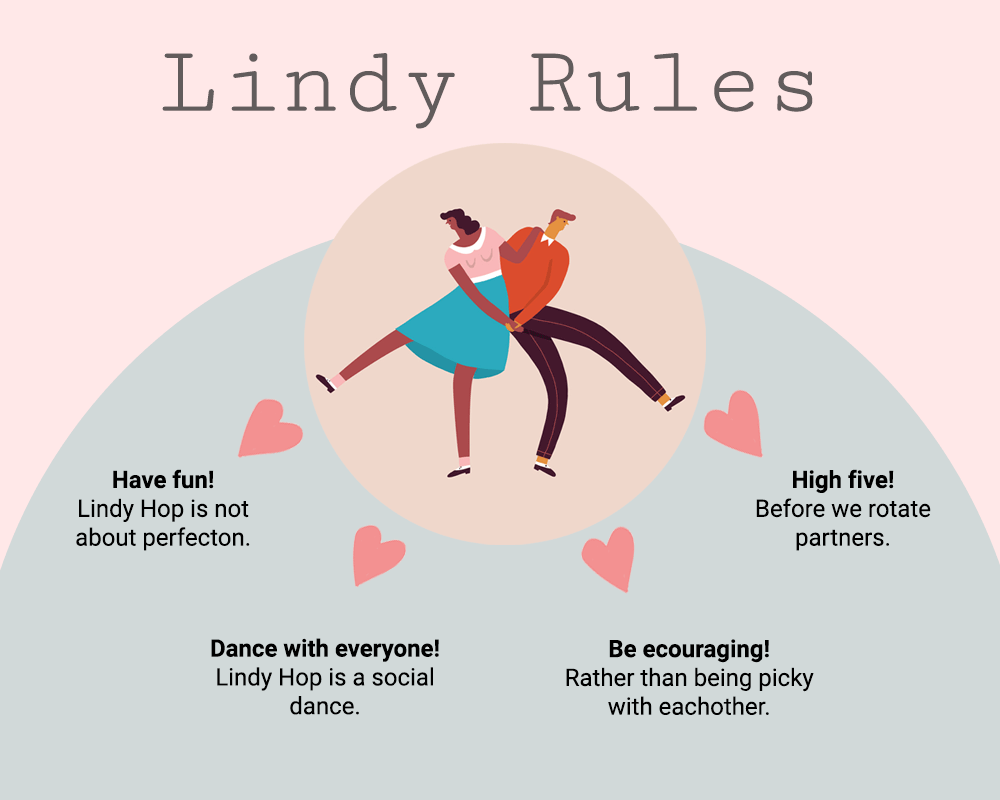 Lindy Rules
Have fun!
Lindy Hop is not
about perfecton.
Dance with everyone!
Lindy Hop is a social
dance.
Be ecouraging!
Rather than being picky
with eachother.
High five!
Before we rotate
partners.